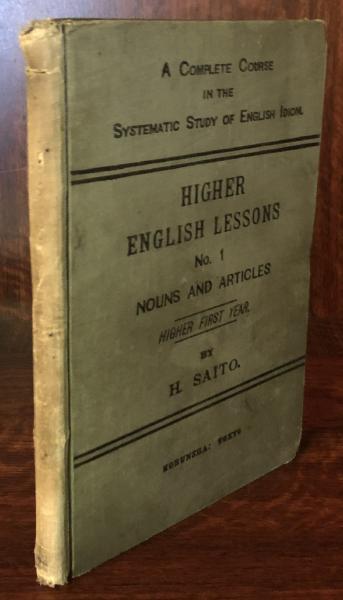 A COMPLETE COURSE
IN THE
SYSTEMATIC STUDY OF ENGLISH IDIOM.
HIGHER
ENGLISH LESSONS
No. 1
NOUNS AND ARTICLES
HIGHER FIRST YEAR.
BY
H. SAITO.
KOBUNSHA: TOKYO